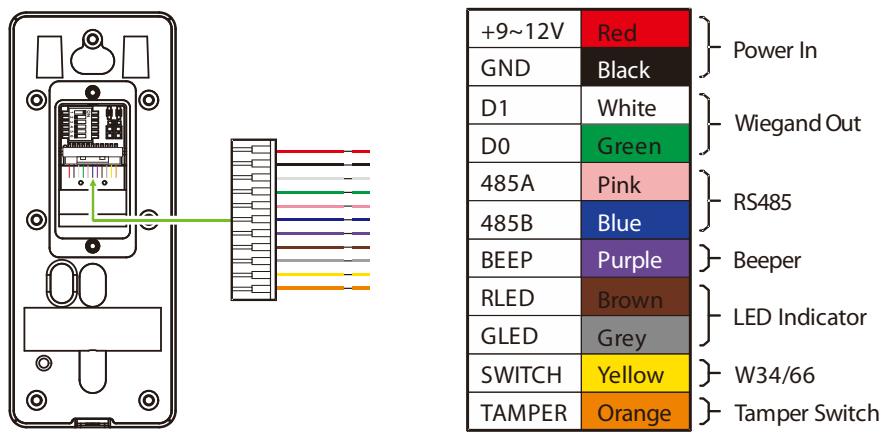 +9~12V Red
Power In
GND Black
D1 White
Wiegand Out
D0 Green
485A Pink
RS485
485B Blue
BEEP Purple Beeper
RLED Brown
LED Indicator
GLED Grey
SWITCH Yellow W34/66
TAMPER Orange Tamper Switch